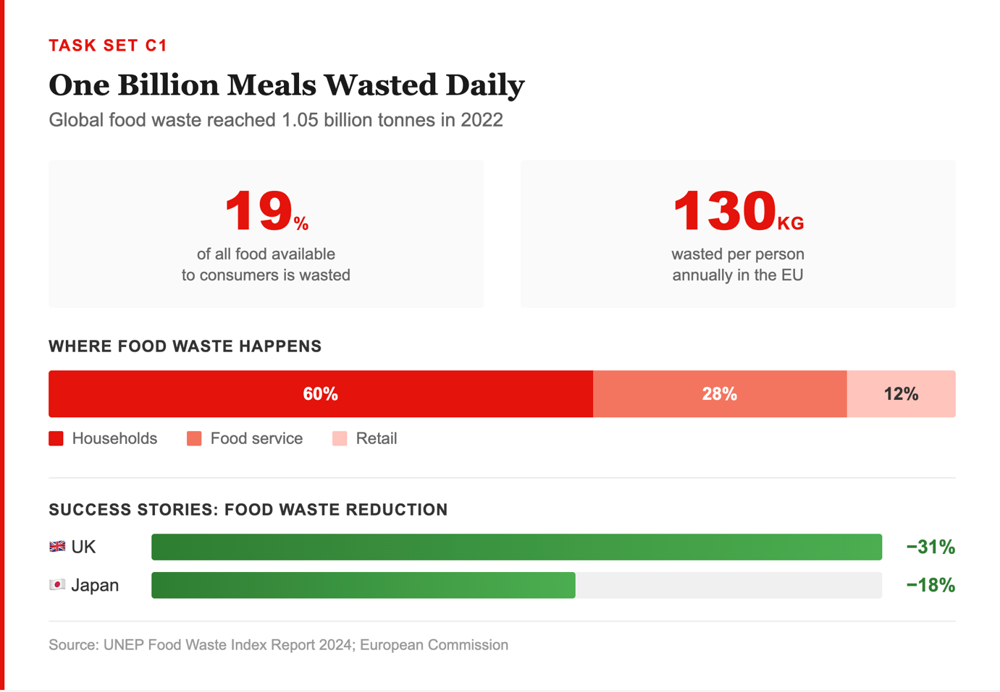 TASK SET C1
One Billion Meals Wasted Daily
Global food waste reached 1.05 billion tonnes in 2022
19%
of all food available
to consumers is wasted
130KG
wasted per person
annually in the EU
WHERE FOOD WASTE HAPPENS
60% 28% 12%
Households Food service Retail
SUCCESS STORIES: FOOD WASTE REDUCTION
UK −31%
Japan −18%
Source: UNEP Food Waste Index Report 2024; European Commission